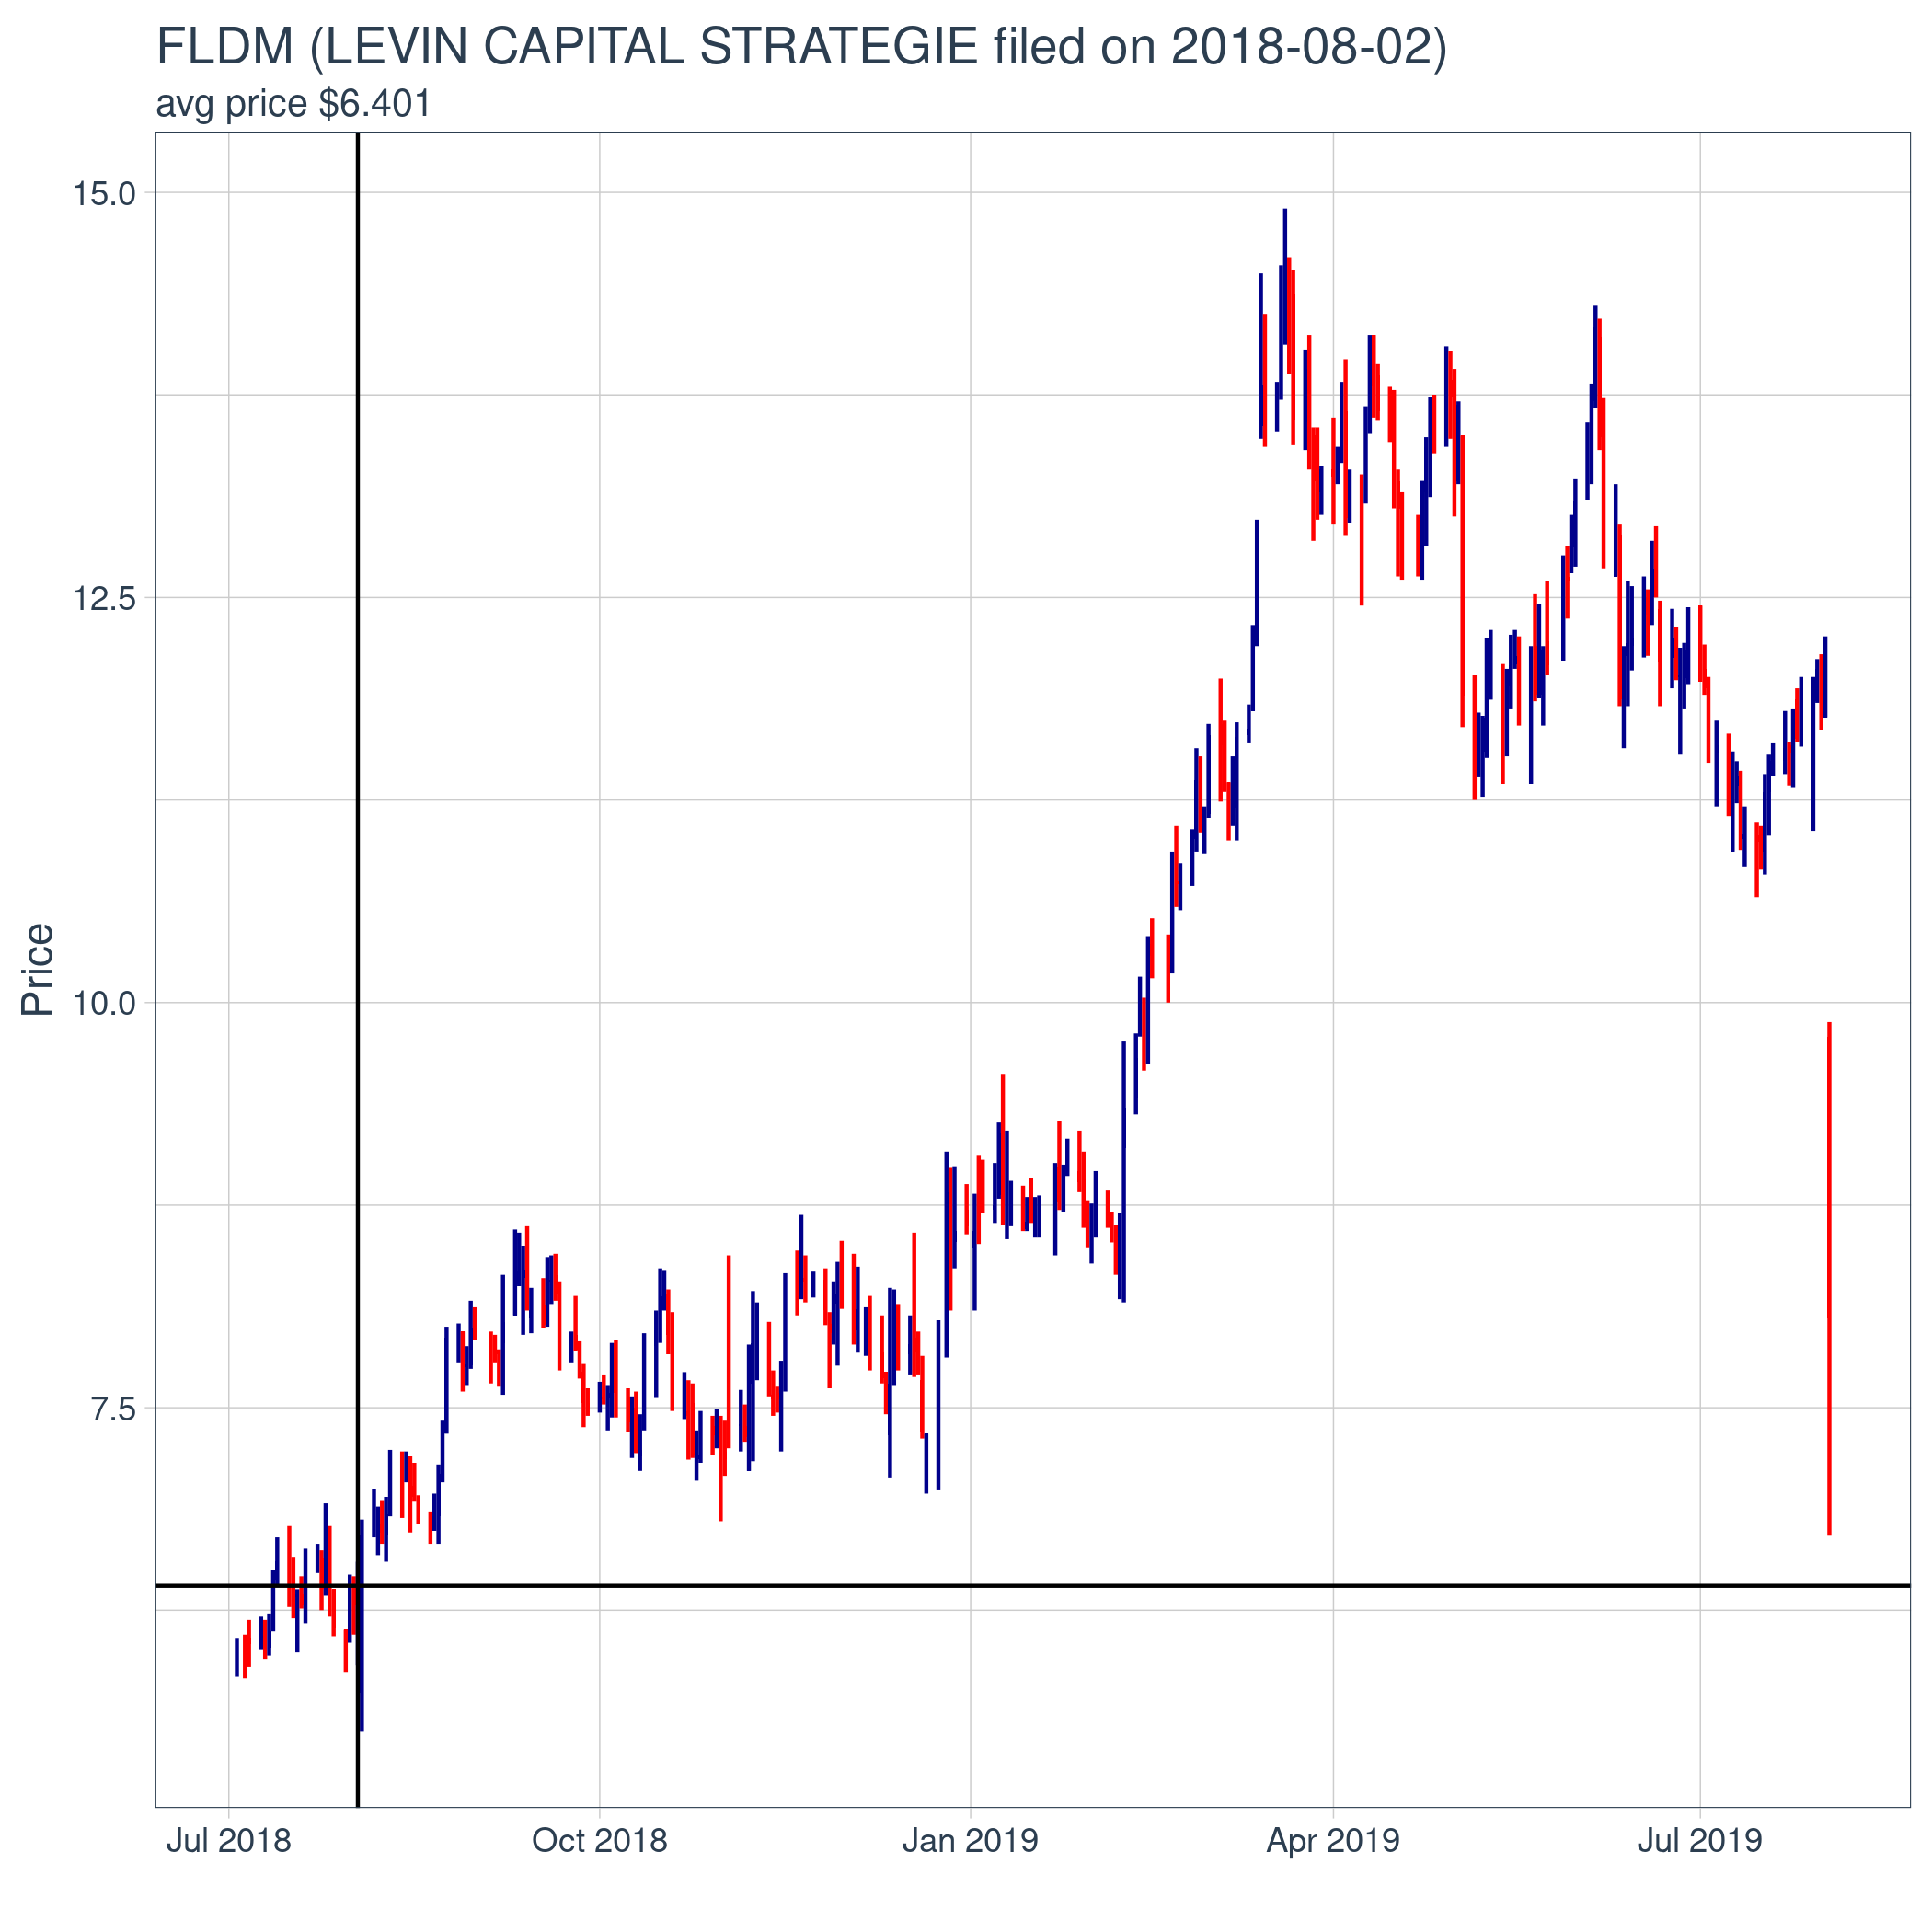 FLDM (LEVIN CAPITAL STRATEGIE filed on 2018-08-02)
avg price $6.401
15.0
12.5
10.0
7.5
Price
Jul 2018 Oct 2018 Jan 2019 Apr 2019 Jul 2019